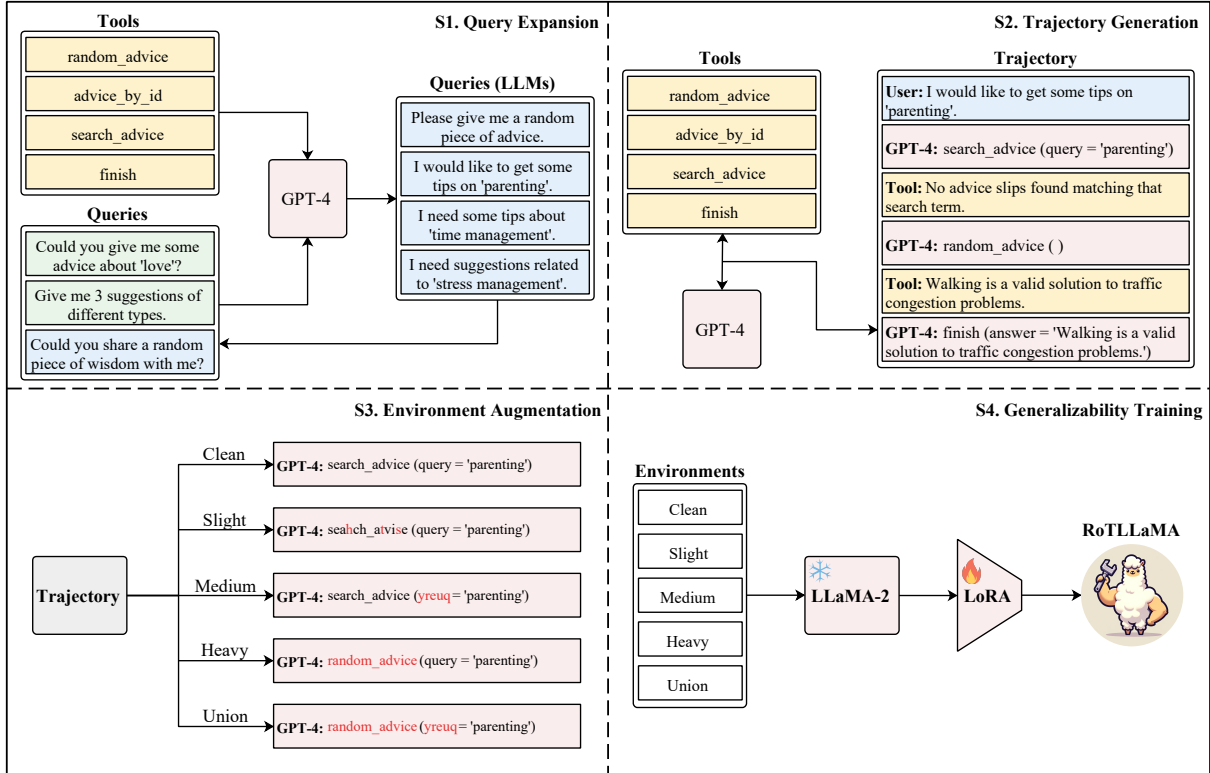 S1. Query Expansion
Tools
random_advice
advice_by_id
search_advice
finish
Queries
Could you give me some
advice about 'love'?
Give me 3 suggestions of
different types.
Could you share a random
piece of wisdom with me?
GPT-4
Queries (LLMs)
Please give me a random
piece of advice.
I would like to get some
tips on 'parenting'.
I need some tips about
'time management'.
I need suggestions related
to 'stress management'.
S2. Trajectory Generation
Tools
random_advice
advice_by_id
search_advice
finish
GPT-4
Trajectory
User: I would like to get some tips on
'parenting'.
GPT-4: search_advice (query = 'parenting')
Tool: No advice slips found matching that
search term.
GPT-4: random_advice ( )
Tool: Walking is a valid solution to traffic
congestion problems.
GPT-4: finish (answer = 'Walking is a valid
solution to traffic congestion problems.')
S3. Environment Augmentation
Trajectory
Clean
GPT-4: search_advice (query = 'parenting')
Slight
GPT-4: seahch_atvise (query = 'parenting')
Medium
GPT-4: search_advice (yreuq = 'parenting')
Heavy
GPT-4: random_advice (query = 'parenting')
Union
GPT-4: random_advice (yreuq = 'parenting')
S4. Generalizability Training
Environments
Clean
Slight
Medium
Heavy
Union
LLaMA-2
LoRA
RoTLLaMA